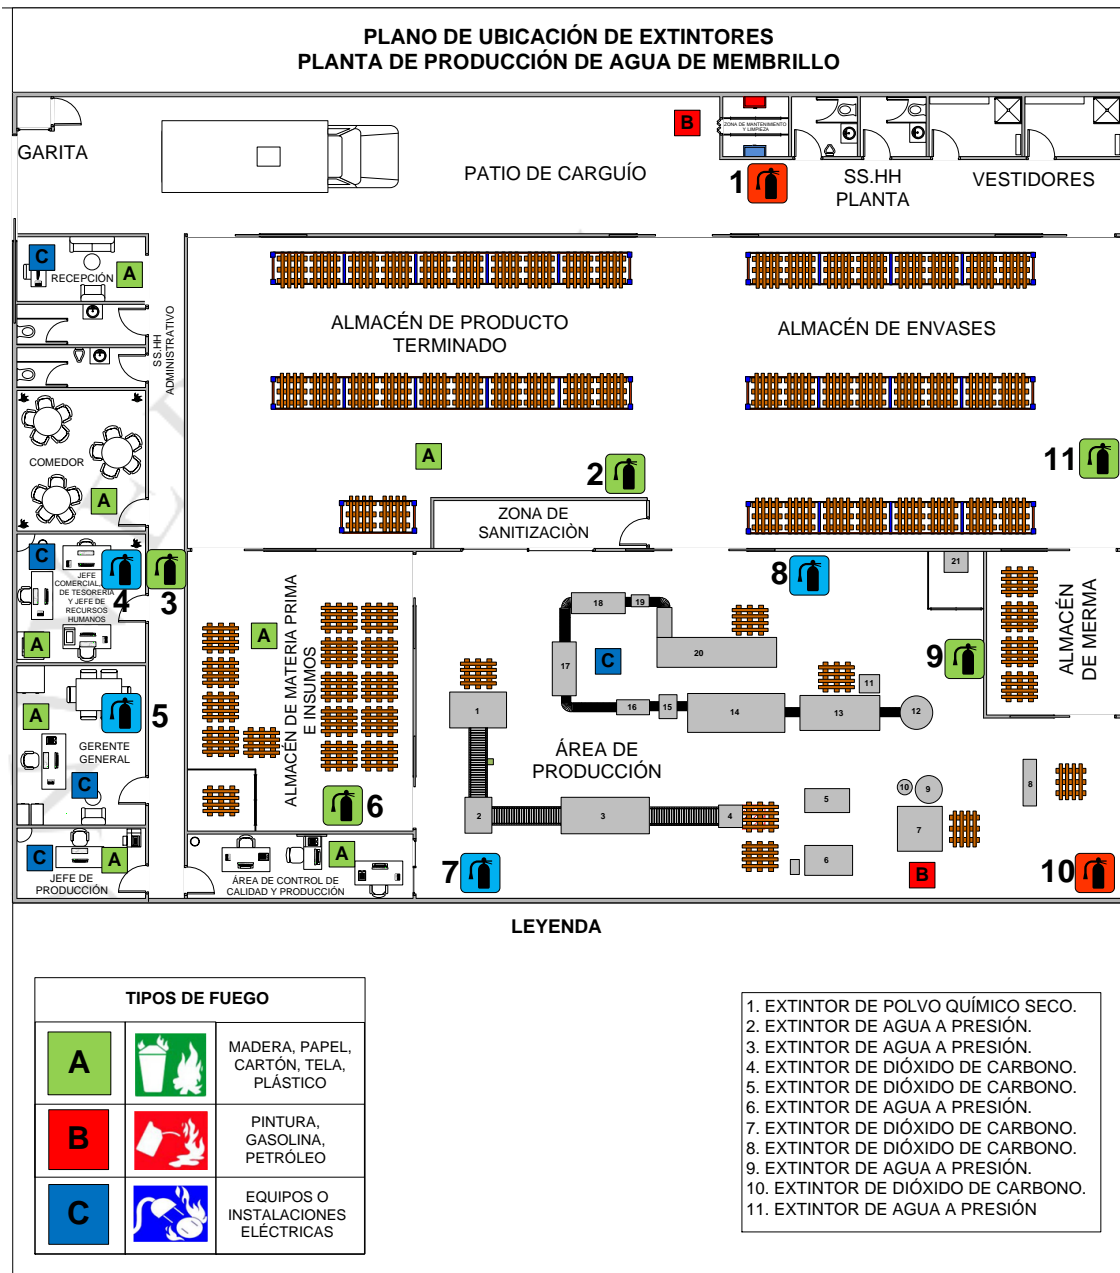 PLANO DE UBICACIÓN DE EXTINTORES
PLANTA DE PRODUCCIÓN DE AGUA DE MEMBRILLO
GARITA
PATIO DE CARGUÍO
B
ZONA DE MANTENIMIENTO
Y LIMPIEZA
1
SS.HH
PLANTA
VESTIDORES
C
RECEPCIÓN
A
SS.HH
ADMINISTRATIVO
ALMACÉN DE PRODUCTO
TERMINADO
ALMACÉN DE ENVASES
COMEDOR
A
A
2
11
ZONA DE
SANITIZACIÒN
C
JEFE
COMERCIAL,
DE TESORERÍA
Y JEFE DE
RECURSOS
HUMANOS
4
3
A
A
ALMACÉN DE MATERIA PRIMA
E INSUMOS
8
21
18
19
17
C
20
9
ALMACÉN
DE MERMA
A
5
GERENTE
GENERAL
C
1
16
15
14
11
13
12
ÁREA DE
PRODUCCIÓN
6
2
3
4
5
10
9
8
7
6
C
A
JEFE DE
PRODUCCIÓN
A
ÁREA DE CONTROL DE
CALIDAD Y PRODUCCIÓN
7
B
10
LEYENDA
TIPOS DE FUEGO
A
MADERA, PAPEL,
CARTÓN, TELA,
PLÁSTICO
B
PINTURA,
GASOLINA,
PETRÓLEO
C
EQUIPOS O
INSTALACIONES
ELÉCTRICAS
1. EXTINTOR DE POLVO QUÍMICO SECO.
2. EXTINTOR DE AGUA A PRESIÓN.
3. EXTINTOR DE AGUA A PRESIÓN.
4. EXTINTOR DE DIÓXIDO DE CARBONO.
5. EXTINTOR DE DIÓXIDO DE CARBONO.
6. EXTINTOR DE AGUA A PRESIÓN.
7. EXTINTOR DE DIÓXIDO DE CARBONO.
8. EXTINTOR DE DIÓXIDO DE CARBONO.
9. EXTINTOR DE AGUA A PRESIÓN.
10. EXTINTOR DE DIÓXIDO DE CARBONO.
11. EXTINTOR DE AGUA A PRESIÓN